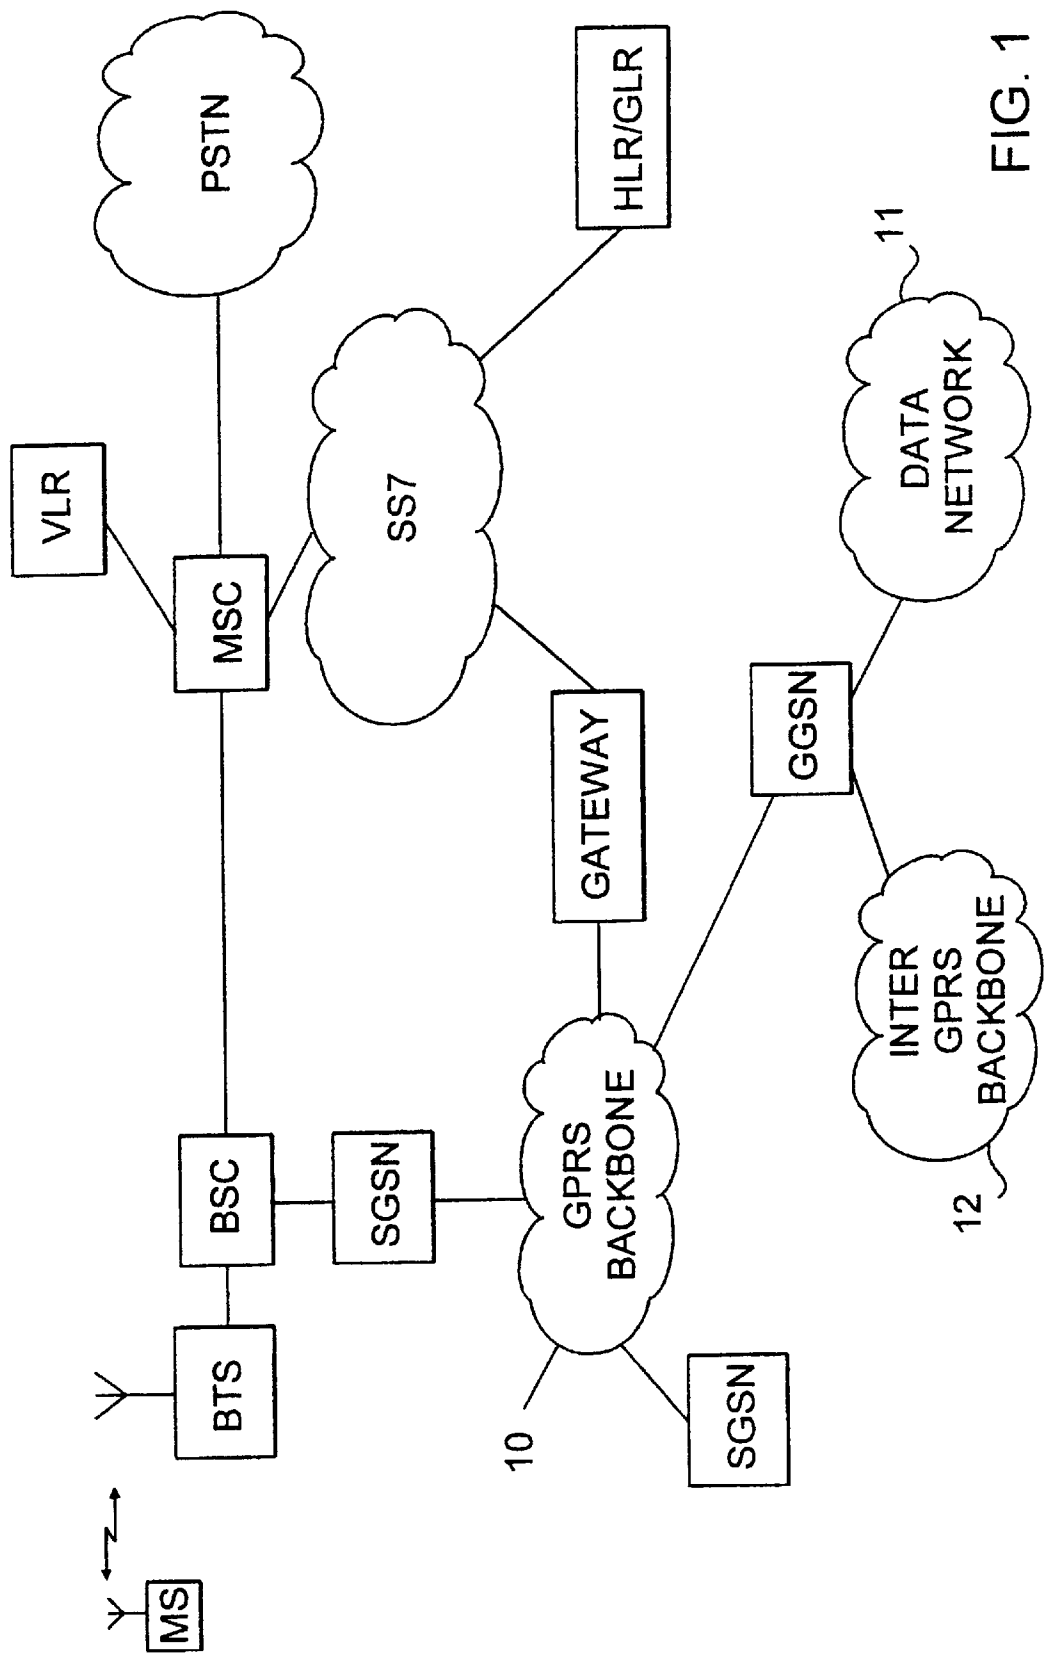 VLR
PSTN
MS
BTS
BSC
MSC
SGSN
SS7
HLR/GLR
10
GPRS
BACKBONE
GATEWAY
SGSN
GGSN
DATA
NETWORK
11
12
INTER
GPRS
BACKBONE
FIG. 1